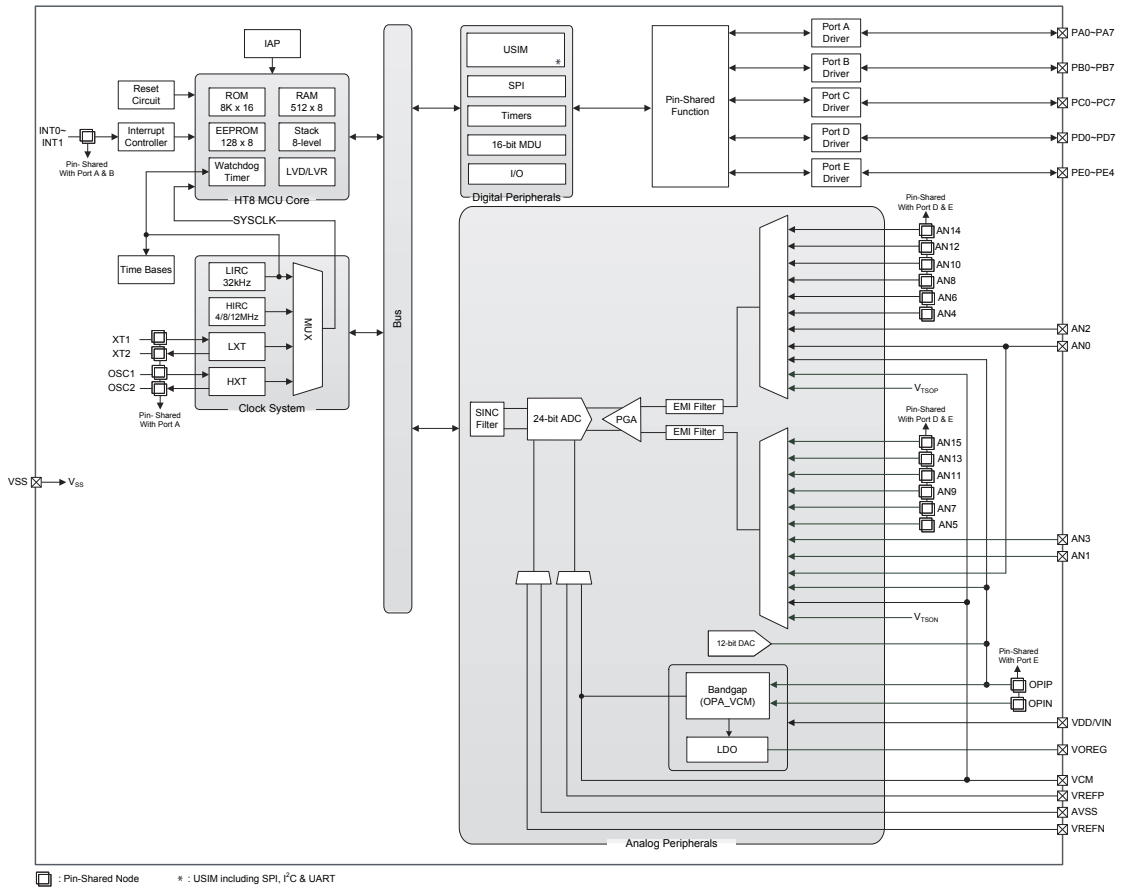 IAP
Reset
Circuit
ROM
8K x 16
RAM
512 x 8
INT0~
INT1
Interrupt
Controller
EEPROM
128 x 8
Stack
8-level
Pin- Shared
With Port A & B
Watchdog
Timer
LVD/LVR
HT8 MCU Core
SYSCLK
Time Bases
LIRC
32kHz
HIRC
4/8/12MHz
MUX
XT1
XT2
LXT
OSC1
OSC2
HXT
Clock System
Pin- Shared
With Port A
VSS
VSS
Bus
USIM
*
SPI
Timers
16-bit MDU
I/O
Digital Peripherals
Pin-Shared
Function
Port A
Driver
PA0~PA7
Port B
Driver
PB0~PB7
Port C
Driver
PC0~PC7
Port D
Driver
PD0~PD7
Port E
Driver
PE0~PE4
Pin-Shared
With Port D & E
AN14
AN12
AN10
AN8
AN6
AN4
AN2
AN0
VTSOP
SINC
Filter
24-bit ADC
PGA
EMI Filter
EMI Filter
Pin-Shared
With Port D & E
AN15
AN13
AN11
AN9
AN7
AN5
AN3
AN1
VTSON
12-bit DAC
Pin-Shared
With Port E
OPIP
OPIN
Bandgap
(OPA_VCM)
LDO
VDD/VIN
VOREG
VCM
VREFP
AVSS
VREFN
Analog Peripherals
: Pin-Shared Node
* : USIM including SPI, I²C & UART